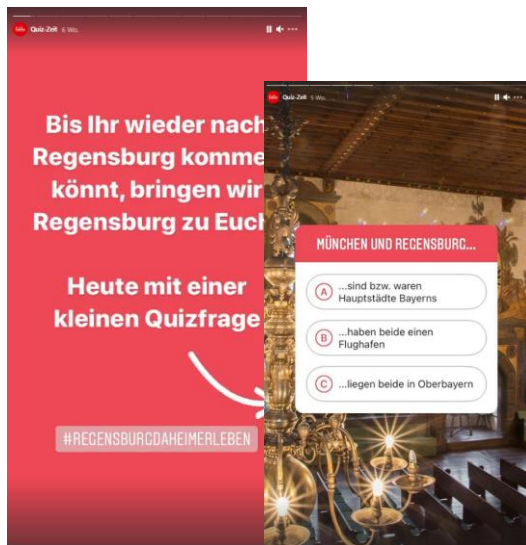 Quiz-Zeit 6 Wo.
Bis Ihr wieder nach
Regensburg komme
könnt, bringen wir
Regensburg zu Euch
Heute mit einer
kleinen Quizfrage
#REGENSBURGDAHEIMERLEBEN
Quiz-Zeit 5 Wo.
MÜNCHEN UND REGENSBURG...
A ...sind bzw. waren
Hauptstädte Bayerns
B ...haben beide einen
Flughafen
C ...liegen beide in Oberbayern